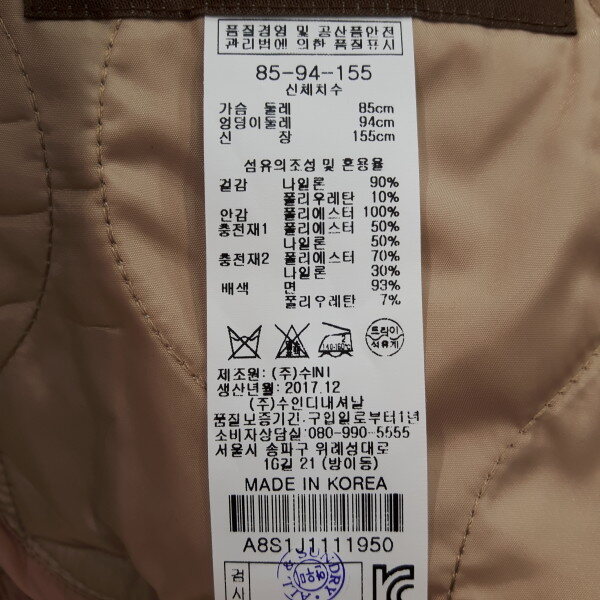 품질경영 및 공산품안전
관리법에 의한 품질표시
85-94-155
신체치수
가슴 둘레 85cm
엉덩이둘레 94cm
신 장 155cm
섬유의조성 및 혼용율
겉감 나일론 90%
폴리우레탄 10%
안감 폴리에스터 100%
충전재1 폴리에스터 50%
나일론 50%
충전재2 폴리에스터 70%
나일론 30%
배색 면 93%
폴리우레탄 7%
드라이
석유계
제조원: (주)수INI
생산년월: 2017.12
(주)수인디내셔날
품질보증기간:구입일로부터1년
소비자상담실:080-990-5555
서울시 송파구 위례성대로
16길 21 (방이동)
MADE IN KOREA
A8S1J1111950
검
사